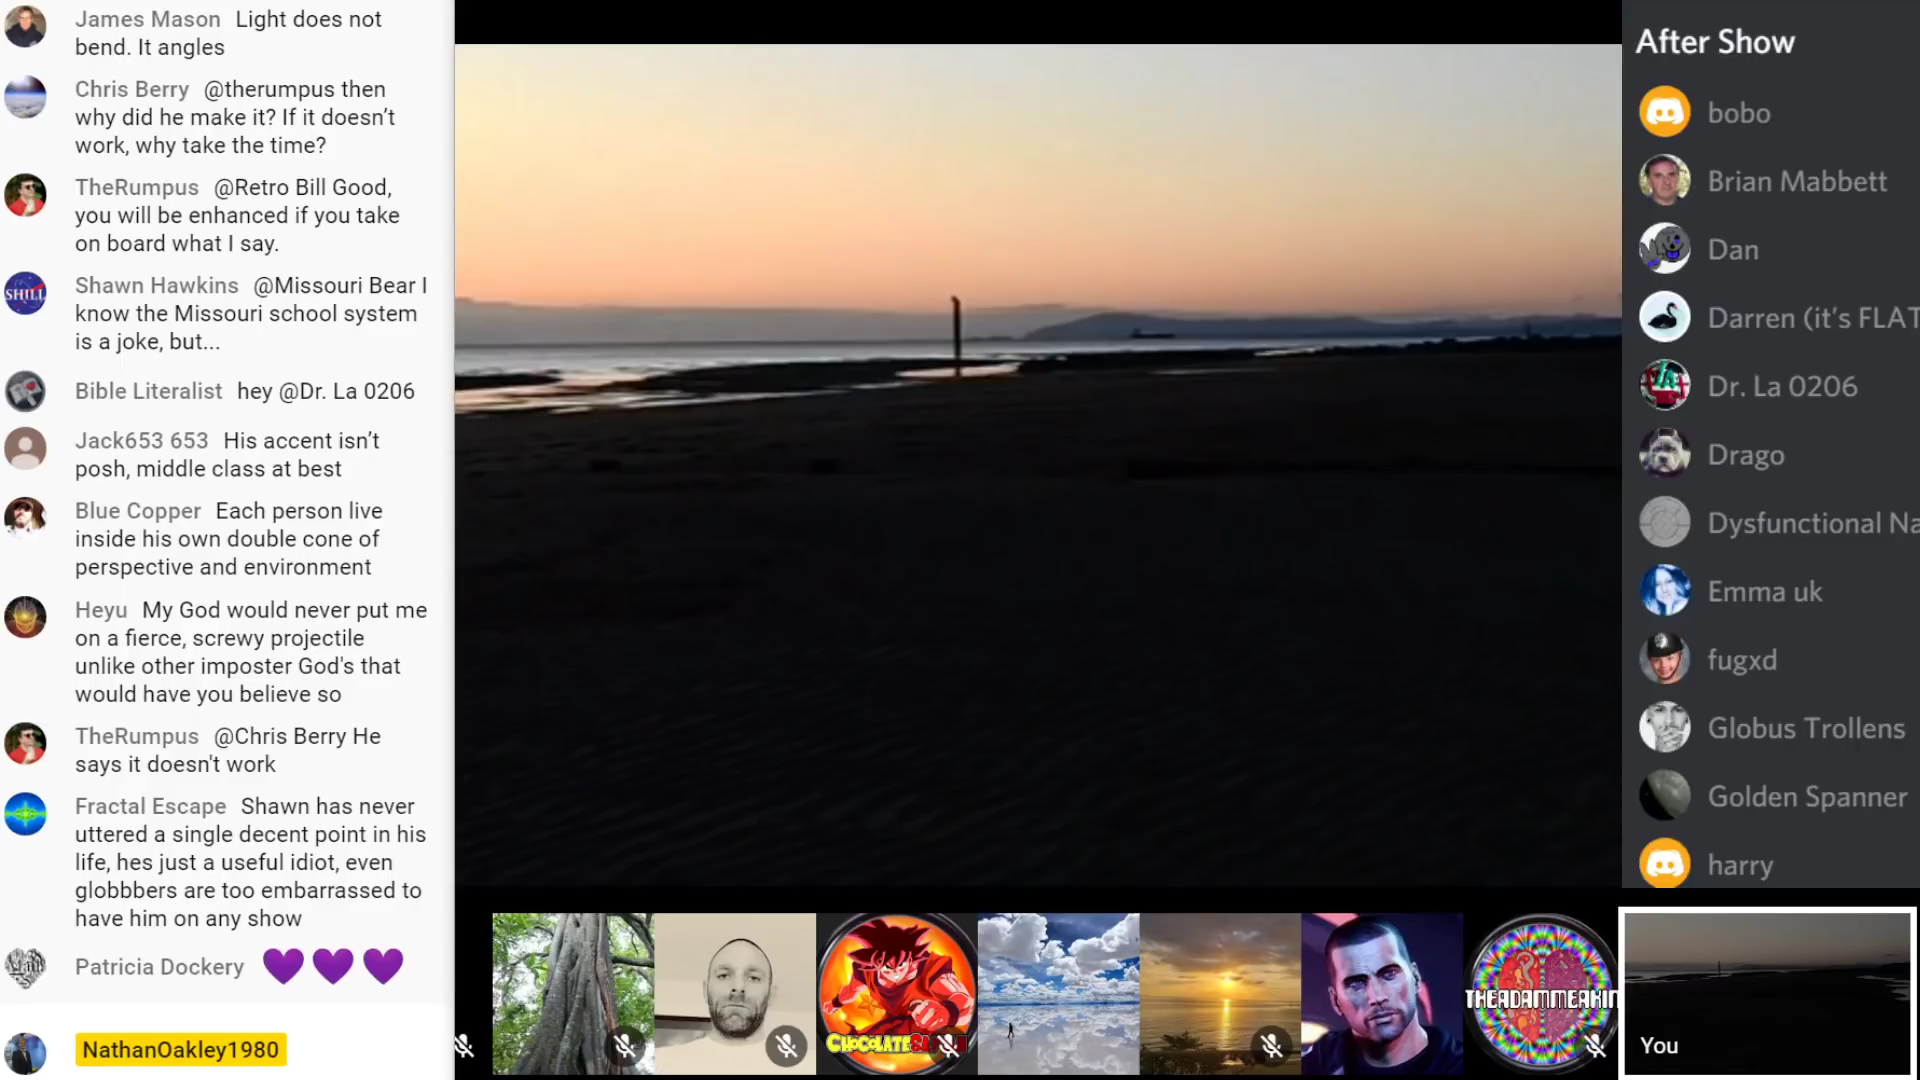 James Mason Light does not
bend. It angles
Chris Berry @therumpus then
why did he make it? If it doesn’t
work, why take the time?
TheRumpus @Retro Bill Good,
you will be enhanced if you take
on board what I say.
SHILL
Shawn Hawkins @Missouri Bear I
know the Missouri school system
is a joke, but...
Bible Literalist hey @Dr. La 0206
Jack653 653 His accent isn’t
posh, middle class at best
Blue Copper Each person live
inside his own double cone of
perspective and environment
Heyu My God would never put me
on a fierce, screwy projectile
unlike other imposter God's that
would have you believe so
TheRumpus @Chris Berry He
says it doesn't work
Fractal Escape Shawn has never
uttered a single decent point in his
life, hes just a useful idiot, even
globbbers are too embarrassed to
have him on any show
Patricia Dockery 💜 💜 💜
NathanOakley1980
After Show
bobo
Brian Mabbett
Dan
Darren (it’s FLAT
Dr. La 0206
Drago
Dysfunctional Na
Emma uk
fugxd
Globus Trollens
Golden Spanner
harry
THEADAMMEAKIN
You